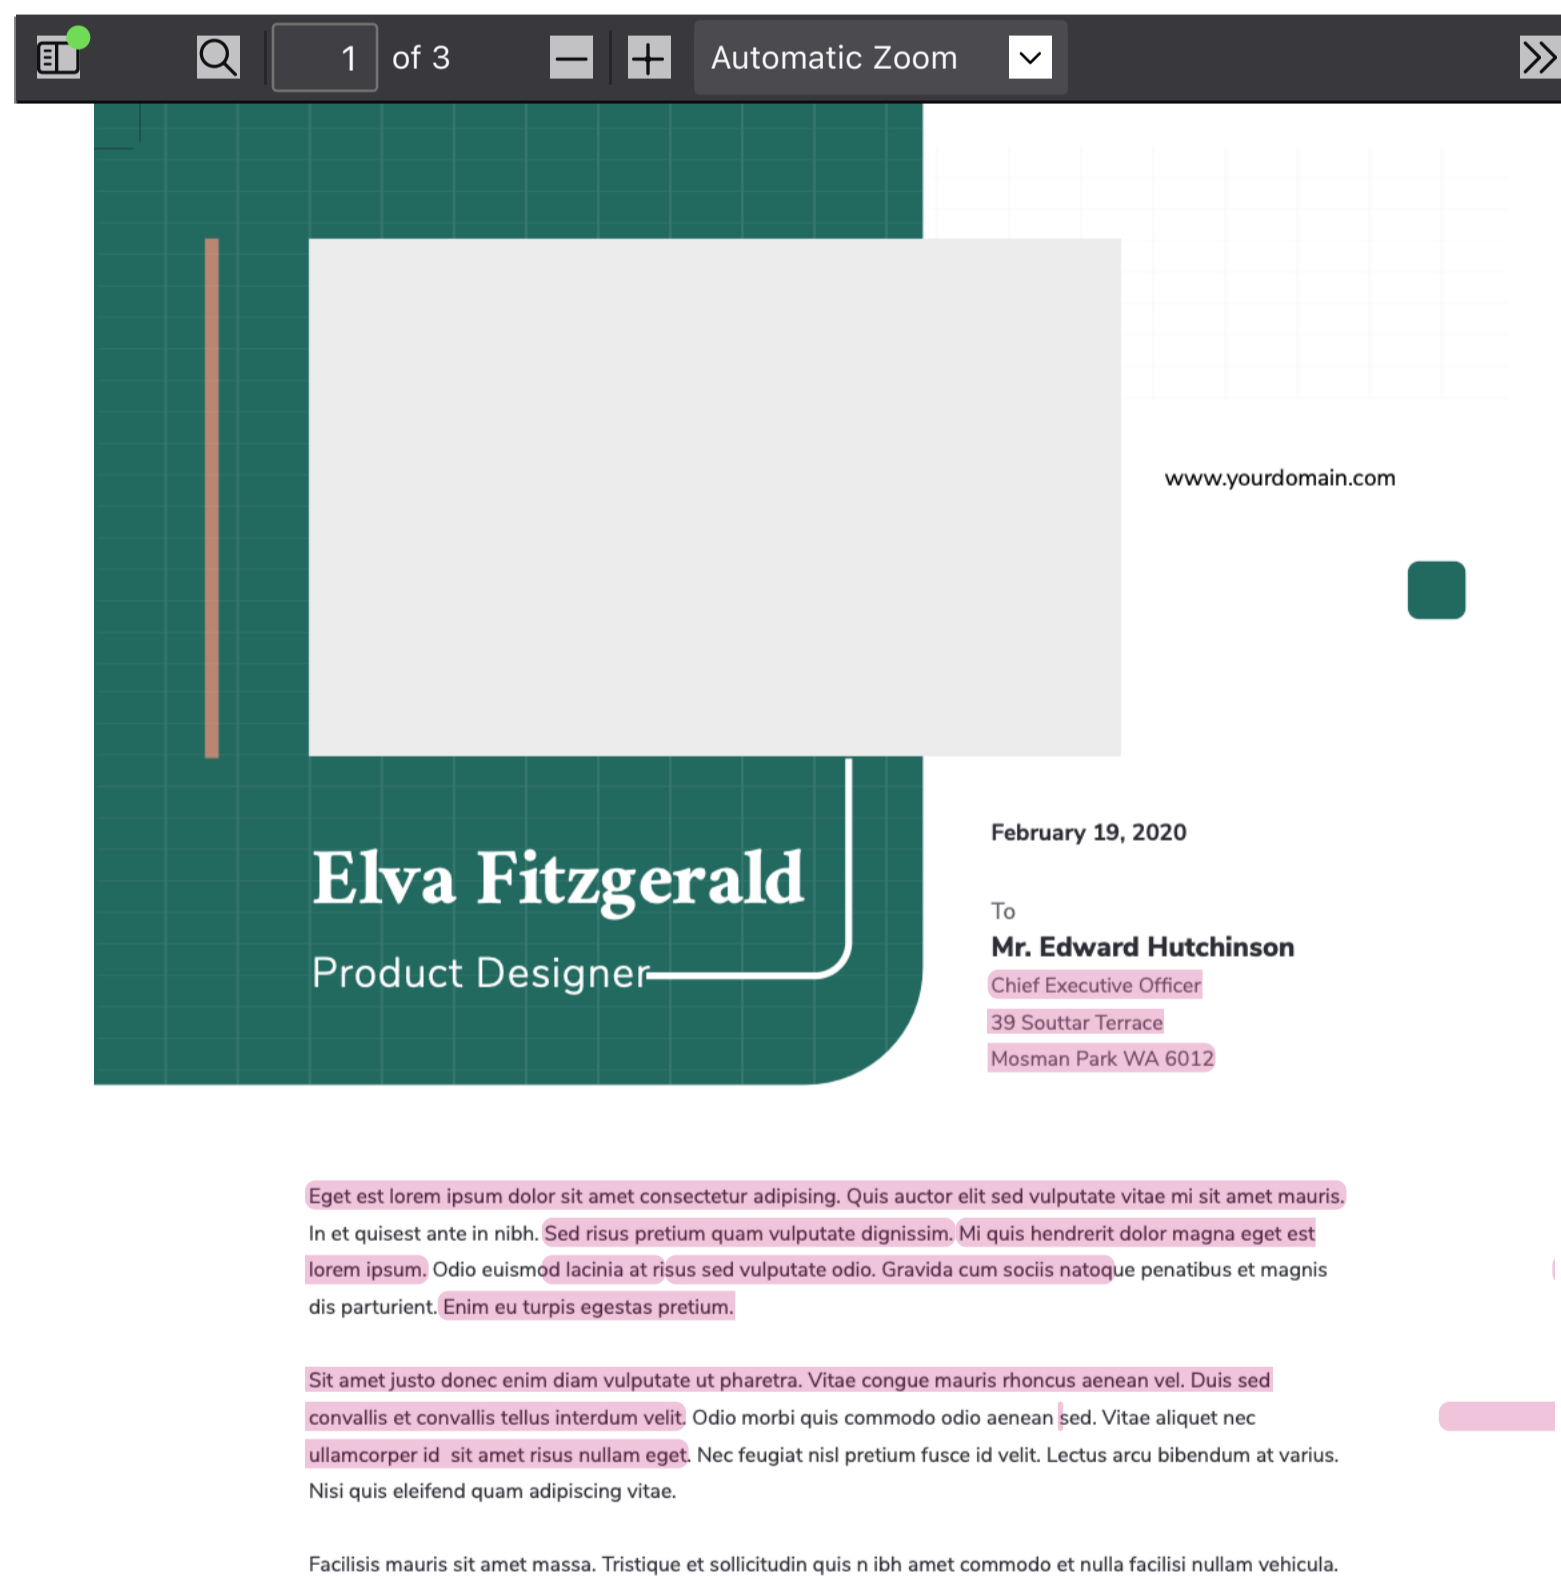 1 of 3 Automatic Zoom
www.yourdomain.com
Elva Fitzgerald
Product Designer
February 19, 2020
To
Mr. Edward Hutchinson
Chief Executive Officer
39 Souttar Terrace
Mosman Park WA 6012
Eget est lorem ipsum dolor sit amet consectetur adipising. Quis auctor elit sed vulputate vitae mi sit amet mauris.
In et quisest ante in nibh. Sed risus pretium quam vulputate dignissim. Mi quis hendrerit dolor magna eget est
lorem ipsum. Odio euismod lacinia at risus sed vulputate odio. Gravida cum sociis natoque penatibus et magnis
dis parturient. Enim eu turpis egestas pretium.
Sit amet justo donec enim diam vulputate ut pharetra. Vitae congue mauris rhoncus aenean vel. Duis sed
convallis et convallis tellus interdum velit. Odio morbi quis commodo odio aenean sed. Vitae aliquet nec
ullamcorper id  sit amet risus nullam eget. Nec feugiat nisl pretium fusce id velit. Lectus arcu bibendum at varius.
Nisi quis eleifend quam adipiscing vitae.
Facilisis mauris sit amet massa. Tristique et sollicitudin quis n ibh amet commodo et nulla facilisi nullam vehicula.